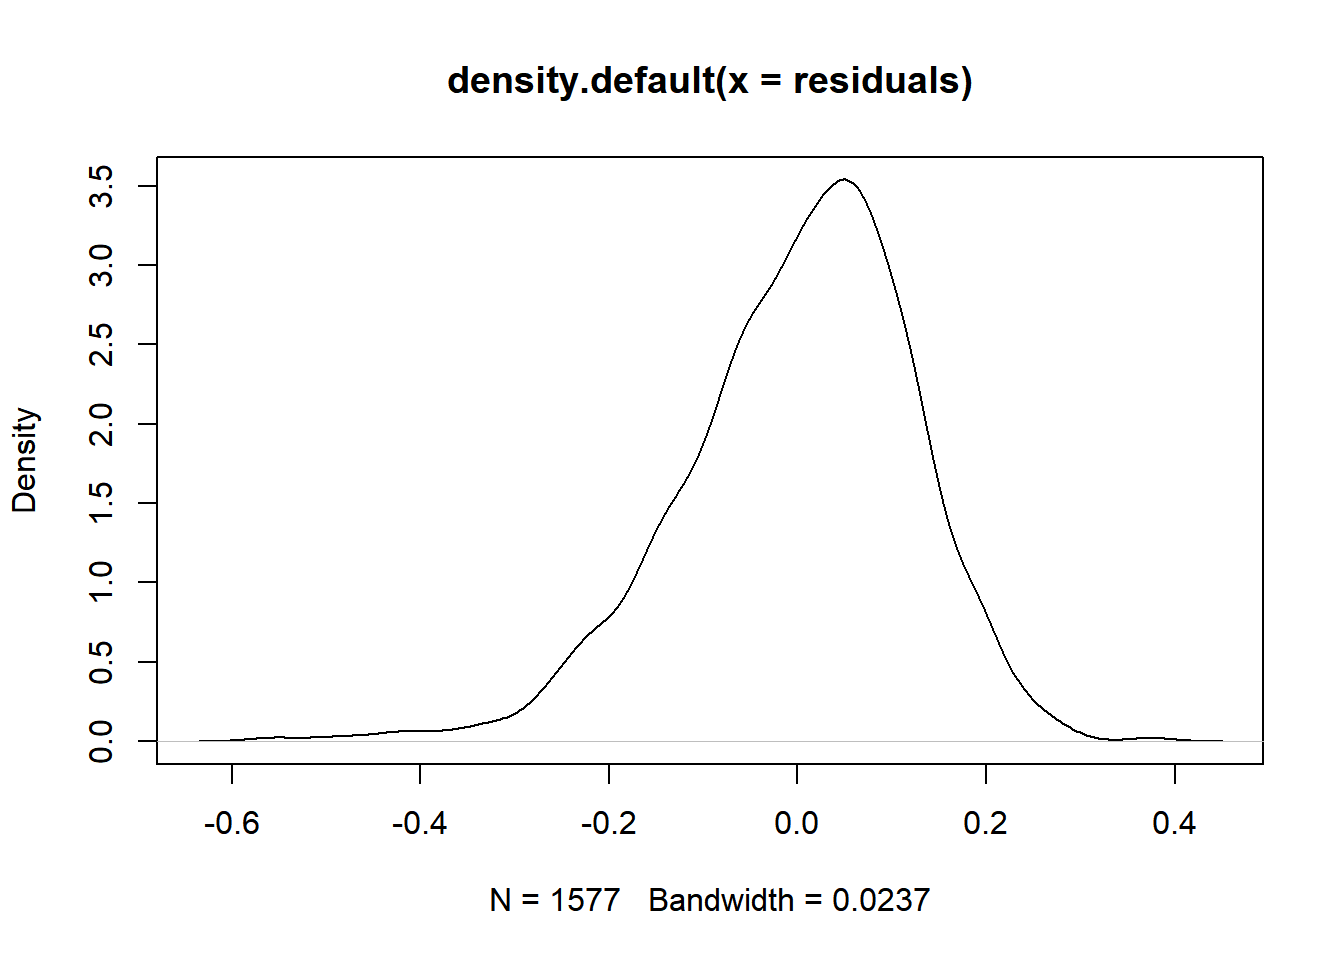 density.default(x = residuals)
Density
3.5
3.0
2.5
2.0
1.5
1.0
0.5
0.0
-0.6 -0.4 -0.2 0.0 0.2 0.4
N = 1577 Bandwidth = 0.0237